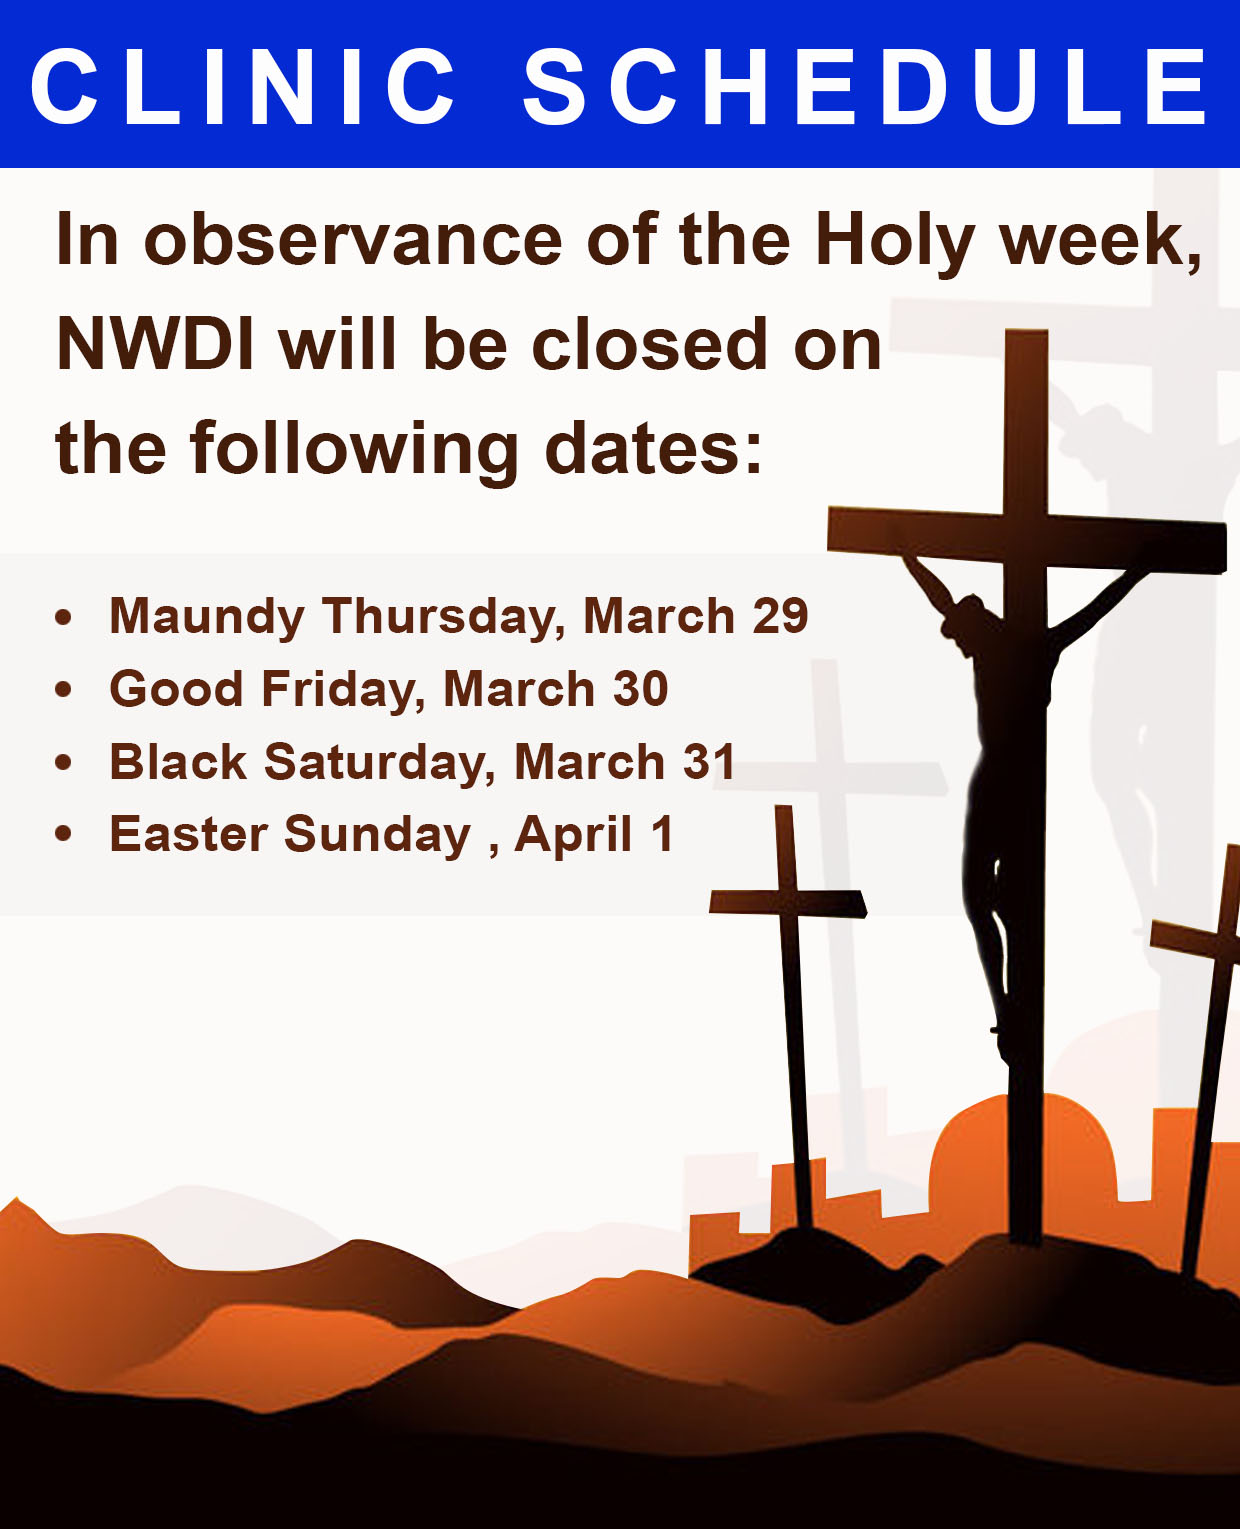 CLINIC SCHEDULE
In observance of the Holy week,
NWDI will be closed on
the following dates:
• Maundy Thursday, March 29
• Good Friday, March 30
• Black Saturday, March 31
• Easter Sunday , April 1